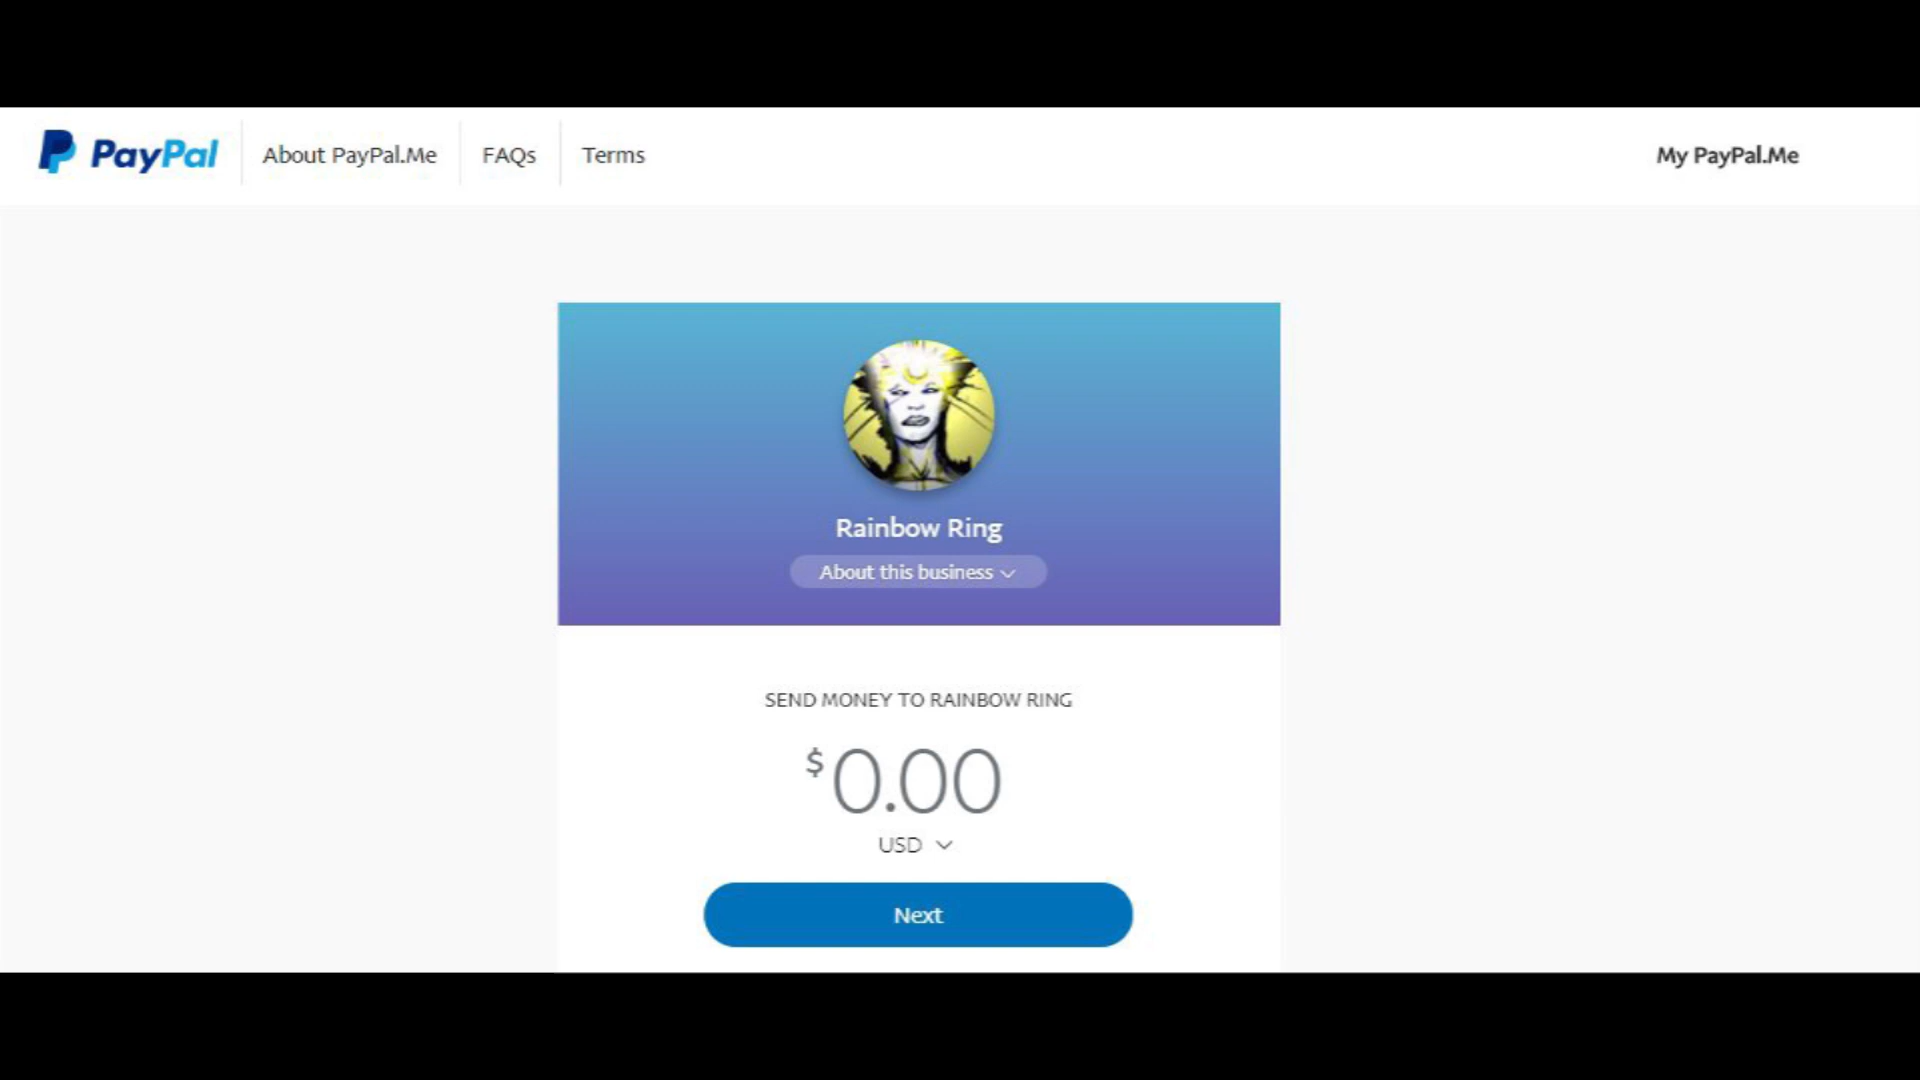 PayPal
About PayPal.Me
FAQs
Terms
My PayPal.Me
Rainbow Ring
About this business
SEND MONEY TO RAINBOW RING
$0.00
USD
Next